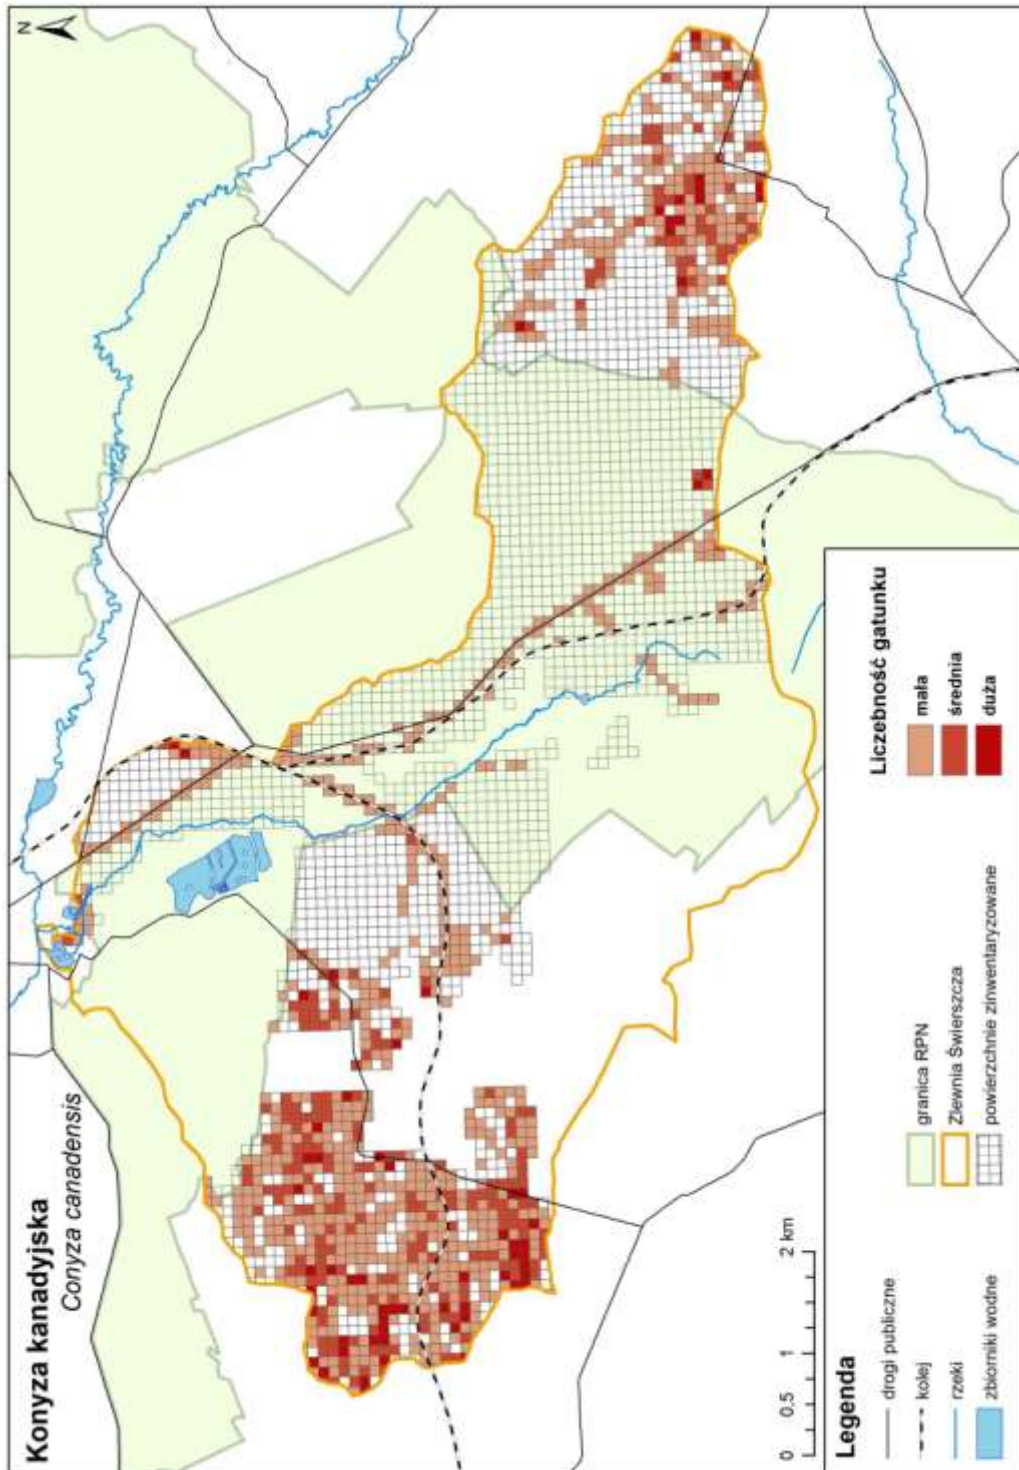 Konyza kanadyjska
Conyza canadensis
N
0 0.5 1 2 km
Legenda
drogi publiczne
kolej
rzeki
zbiorniki wodne
granica RPN
Zlewnia Świerszcza
powierzchnie zinwentaryzowane
Liczebność gatunku
mała
średnia
duża